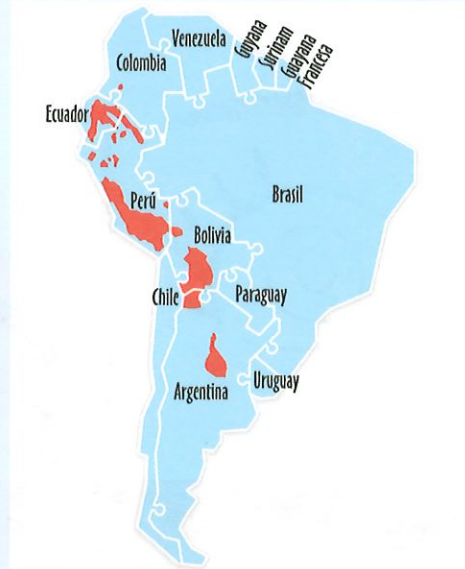 Venezuela
Guyana
Surinam
Guayana
Francesa
Colombia
Ecuador
Perú
Brasil
Bolivia
Chile
Paraguay
Argentina
Uruguay